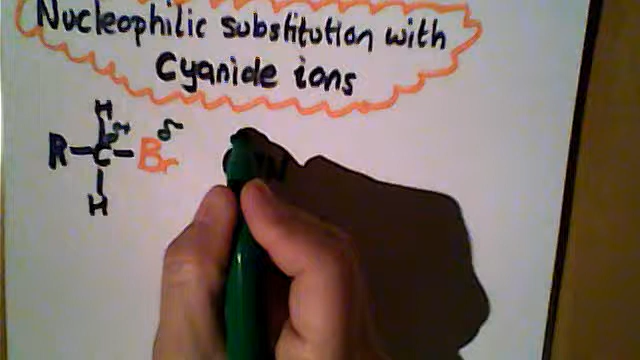 Nucleophilic substitution with
Cyanide ions
H
δ+ δ-
R-C-Br
H